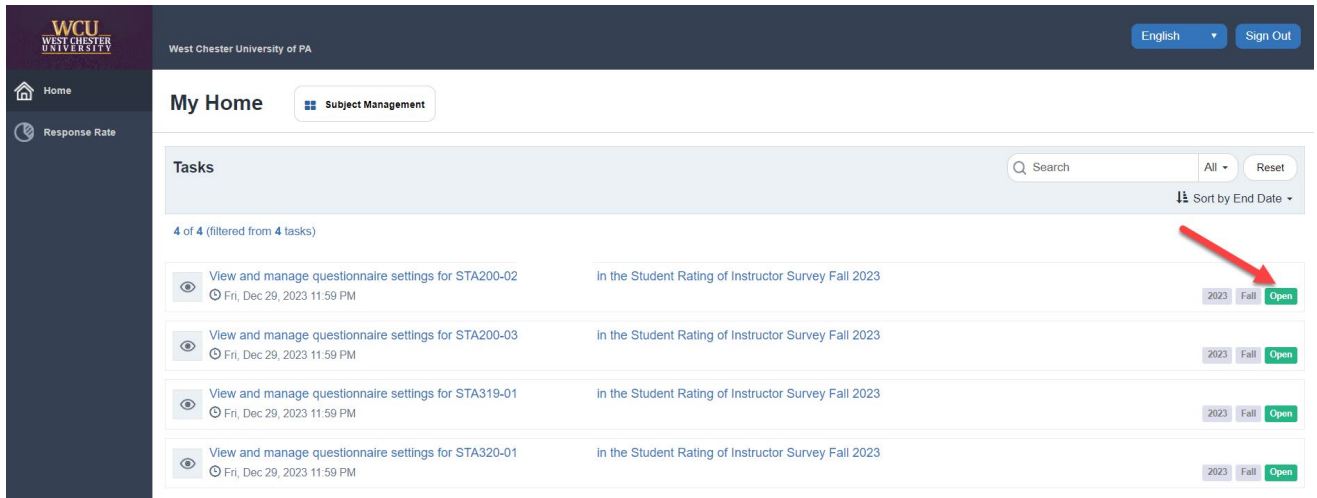 WCU
WEST CHESTER
UNIVERSITY
West Chester University of PA
English
Sign Out
Home
Response Rate
My Home
Subject Management
Tasks
Search
All
Reset
Sort by End Date
4 of 4 (filtered from 4 tasks)
View and manage questionnaire settings for STA200-02 in the Student Rating of Instructor Survey Fall 2023
Fri, Dec 29, 2023 11:59 PM
2023 Fall Open
View and manage questionnaire settings for STA200-03 in the Student Rating of Instructor Survey Fall 2023
Fri, Dec 29, 2023 11:59 PM
2023 Fall Open
View and manage questionnaire settings for STA319-01 in the Student Rating of Instructor Survey Fall 2023
Fri, Dec 29, 2023 11:59 PM
2023 Fall Open
View and manage questionnaire settings for STA320-01 in the Student Rating of Instructor Survey Fall 2023
Fri, Dec 29, 2023 11:59 PM
2023 Fall Open